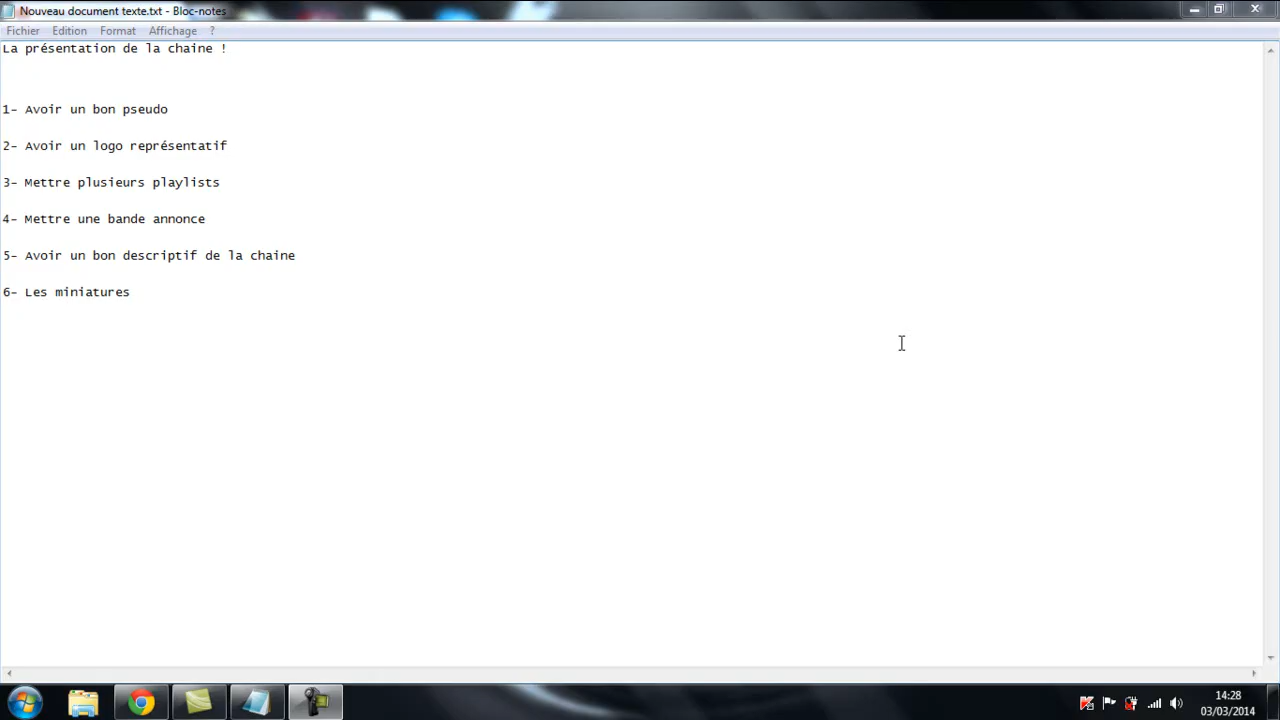 Nouveau document texte.txt - Bloc-notes
Fichier Edition Format Affichage ?
La présentation de la chaine !
1- Avoir un bon pseudo
2- Avoir un logo représentatif
3- Mettre plusieurs playlists
4- Mettre une bande annonce
5- Avoir un bon descriptif de la chaine
6- Les miniatures
14:28
03/03/2014